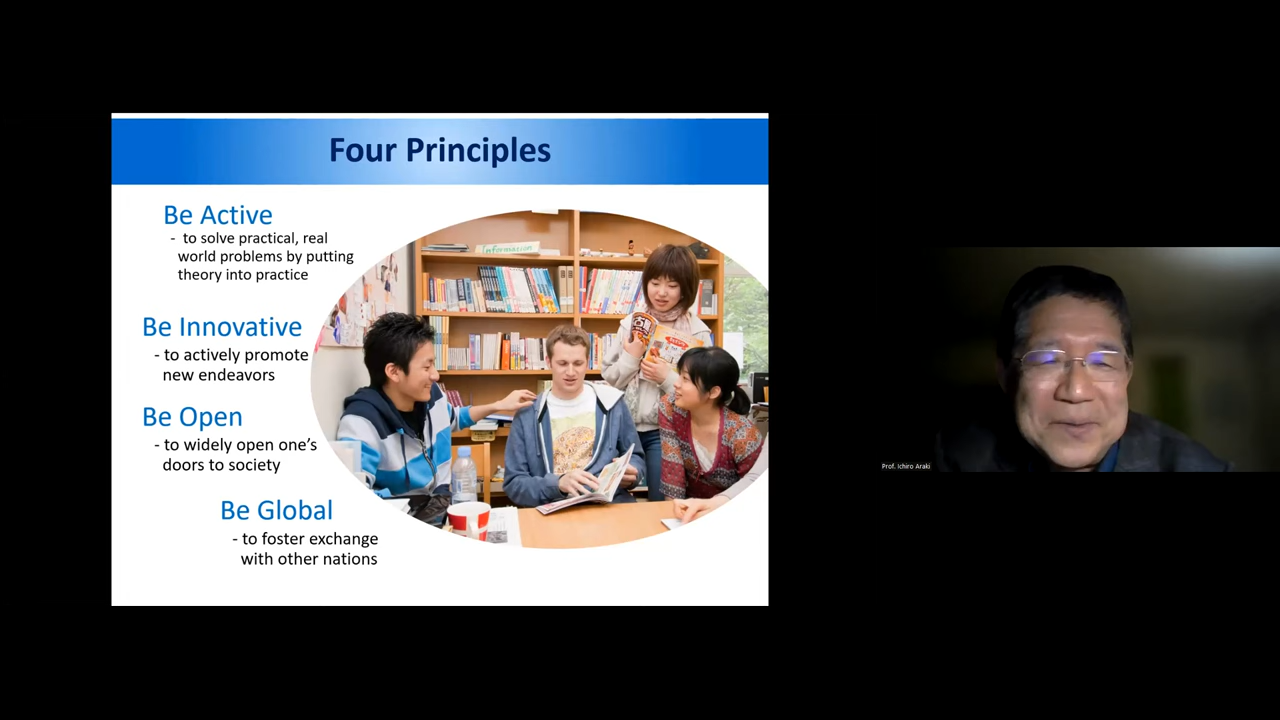 Four Principles
Be Active
- to solve practical, real
world problems by putting
theory into practice
Be Innovative
- to actively promote
new endeavors
Be Open
- to widely open one’s
doors to society
Be Global
- to foster exchange
with other nations
Information
Prof. Ichiro Araki